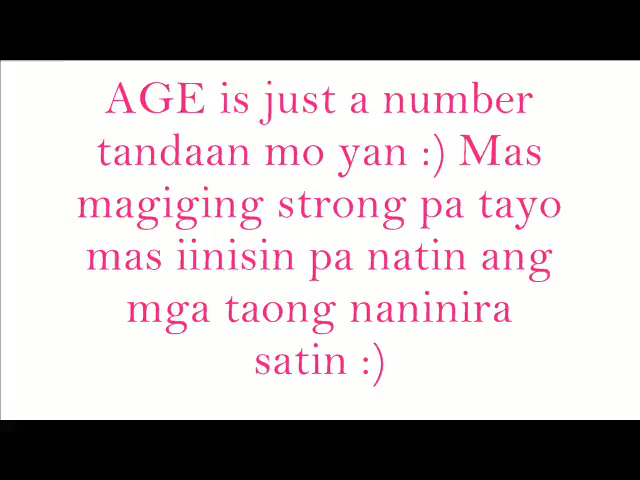 AGE is just a number
tandaan mo yan :) Mas
magiging strong pa tayo
mas iinisin pa natin ang
mga taong naninira
satin :)